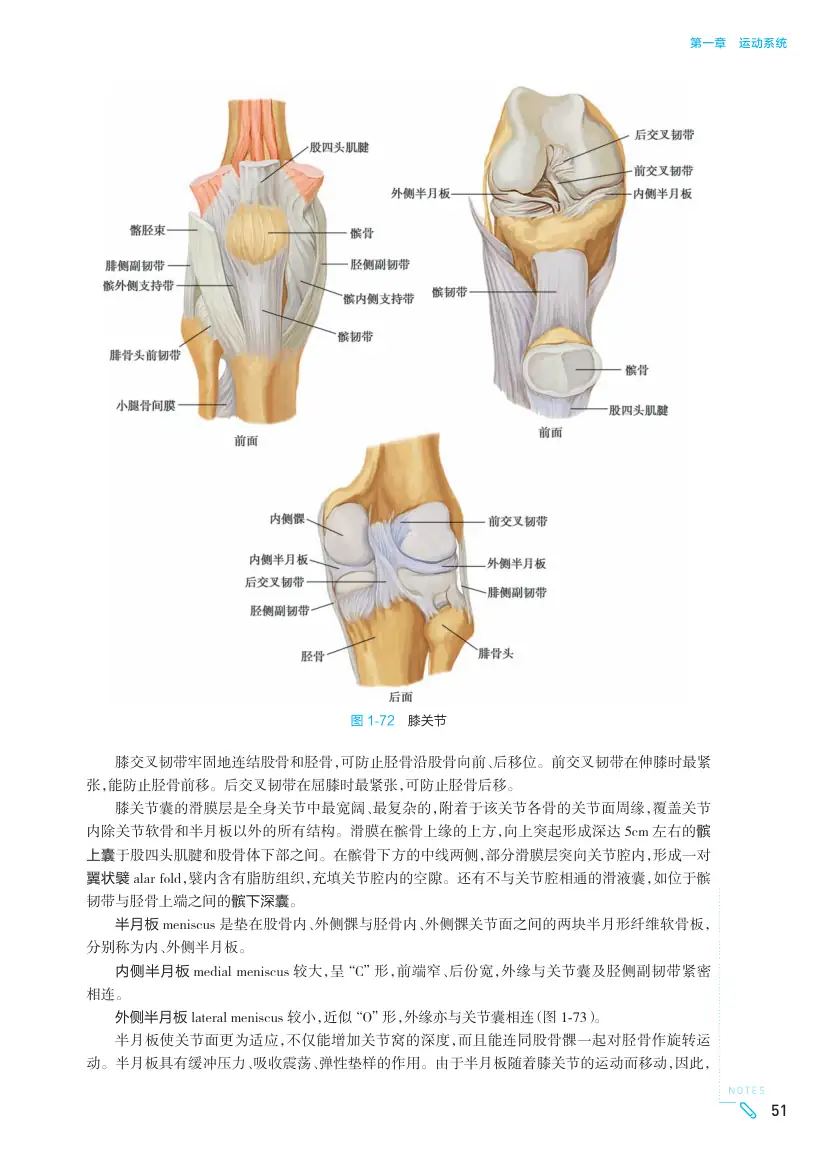 第一章 运动系统
股四头肌腱
髂胫束
髌骨
腓侧副韧带
胫侧副韧带
髌外侧支持带
髌内侧支持带
髌韧带
腓骨头前韧带
小腿骨间膜
前面
后交叉韧带
前交叉韧带
外侧半月板
内侧半月板
髌韧带
髌骨
股四头肌腱
前面
内侧髁
前交叉韧带
内侧半月板
外侧半月板
后交叉韧带
腓侧副韧带
胫侧副韧带
胫骨
腓骨头
后面
图 1-72 膝关节
膝交叉韧带牢固地连结股骨和胫骨,可防止胫骨沿股骨向前、后移位。前交叉韧带在伸膝时最紧
张,能防止胫骨前移。后交叉韧带在屈膝时最紧张,可防止胫骨后移。
膝关节囊的滑膜层是全身关节中最宽阔、最复杂的,附着于该关节各骨的关节面周缘,覆盖关节
内除关节软骨和半月板以外的所有结构。滑膜在髌骨上缘的上方,向上突起形成深达 5cm 左右的髌
上囊于股四头肌腱和股骨体下部之间。在髌骨下方的中线两侧,部分滑膜层突向关节腔内,形成一对
翼状襞 alar fold,襞内含有脂肪组织,充填关节腔内的空隙。还有不与关节腔相通的滑液囊,如位于髌
韧带与胫骨上端之间的髌下深囊。
半月板 meniscus 是垫在股骨内、外侧髁与胫骨内、外侧髁关节面之间的两块半月形纤维软骨板,
分别称为内、外侧半月板。
内侧半月板 medial meniscus 较大,呈 “C” 形,前端窄、后份宽,外缘与关节囊及胫侧副韧带紧密
相连。
外侧半月板 lateral meniscus 较小,近似 “O” 形,外缘亦与关节囊相连(图 1-73)。
半月板使关节面更为适应,不仅能增加关节窝的深度,而且能连同股骨髁一起对胫骨作旋转运
动。半月板具有缓冲压力、吸收震荡、弹性垫样的作用。由于半月板随着膝关节的运动而移动,因此,
NOTES
51